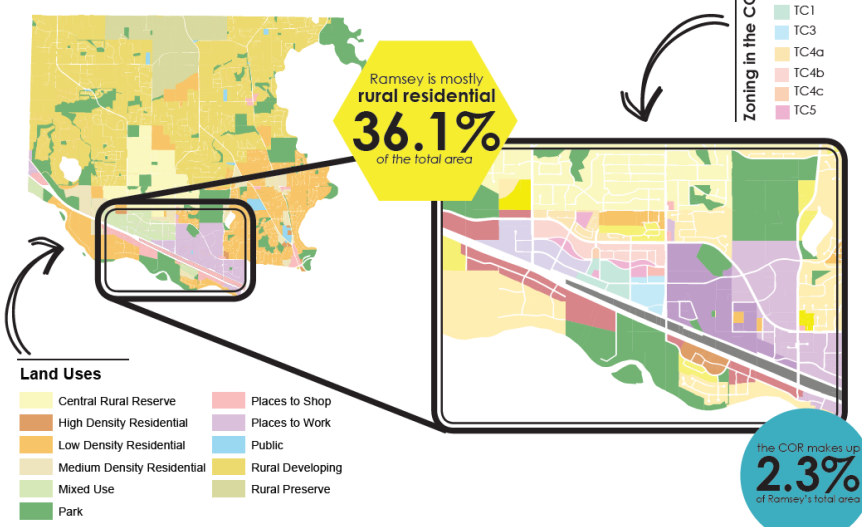 Zoning in the CO
TC1
TC3
TC4a
TC4b
TC4c
TC5
Ramsey is mostly
rural residential
36.1%
of the total area
Land Uses
Central Rural Reserve
High Density Residential
Low Density Residential
Medium Density Residential
Mixed Use
Park
Places to Shop
Places to Work
Public
Rural Developing
Rural Preserve
the COR makes up
2.3%
of Ramsey's total area